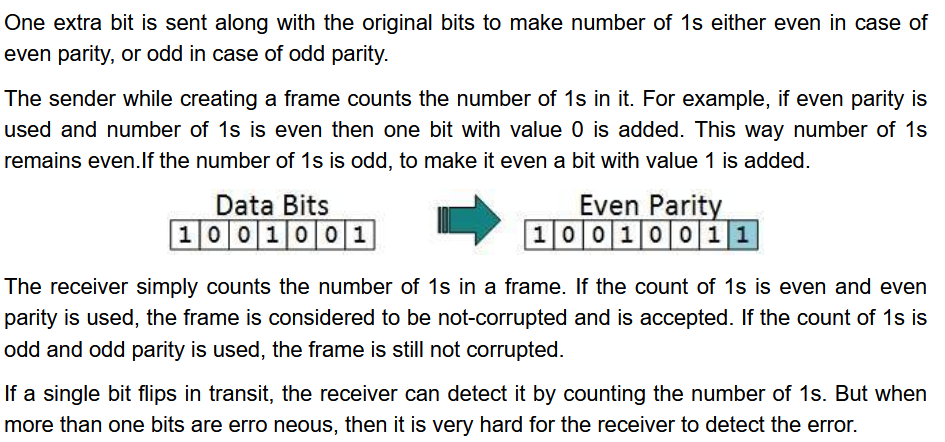 One extra bit is sent along with the original bits to make number of 1s either even in case of
even parity, or odd in case of odd parity.
The sender while creating a frame counts the number of 1s in it. For example, if even parity is
used and number of 1s is even then one bit with value 0 is added. This way number of 1s
remains even.If the number of 1s is odd, to make it even a bit with value 1 is added.
Data Bits
1 0 0 1 0 0 1
Even Parity
1 0 0 1 0 0 1 1
The receiver simply counts the number of 1s in a frame. If the count of 1s is even and even
parity is used, the frame is considered to be not-corrupted and is accepted. If the count of 1s is
odd and odd parity is used, the frame is still not corrupted.
If a single bit flips in transit, the receiver can detect it by counting the number of 1s. But when
more than one bits are erro neous, then it is very hard for the receiver to detect the error.